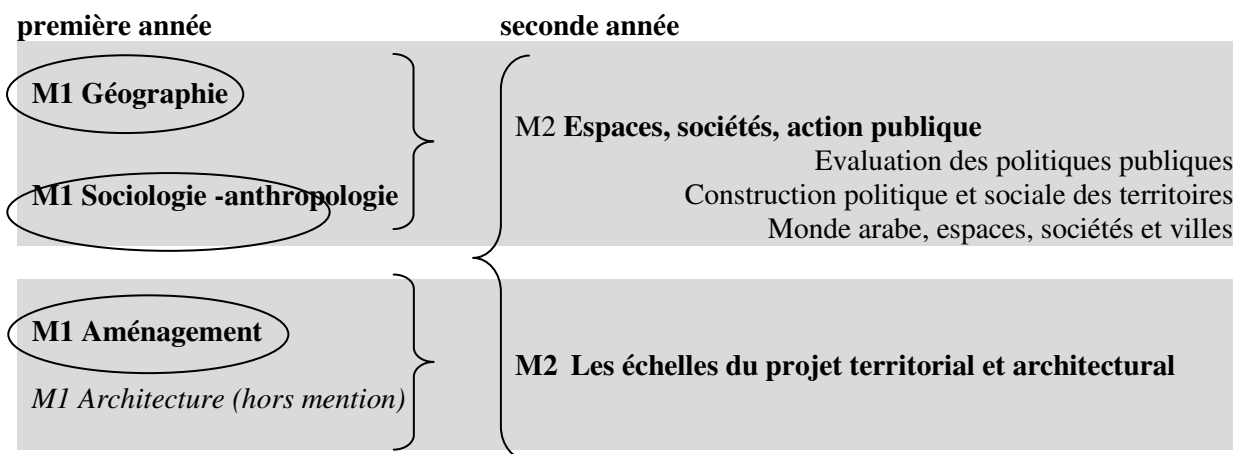 première année
seconde année
M1 Géographie
M1 Sociologie -anthropologie
M2 Espaces, sociétés, action publique
Evaluation des politiques publiques
Construction politique et sociale des territoires
Monde arabe, espaces, sociétés et villes
M1 Aménagement
M1 Architecture (hors mention)
M2 Les échelles du projet territorial et architectural